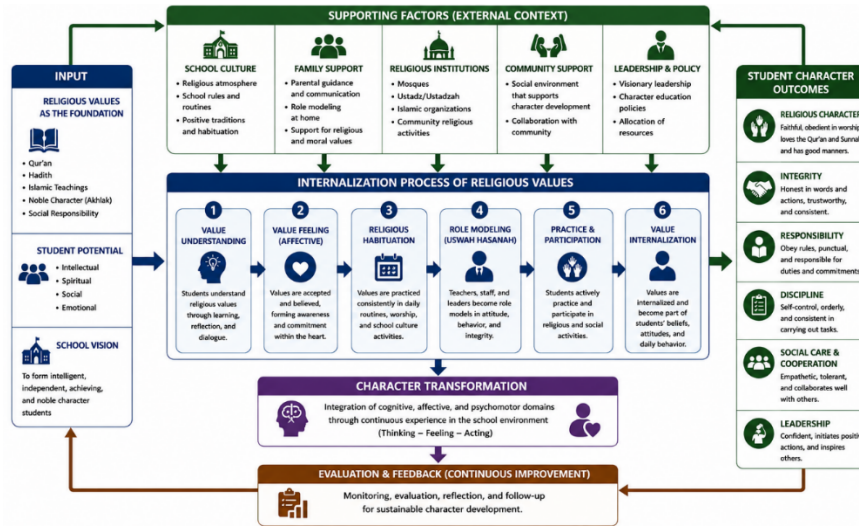 SUPPORTING FACTORS (EXTERNAL CONTEXT)
SCHOOL CULTURE
• Religious atmosphere
• School rules and
routines
• Positive traditions
and habituation
FAMILY SUPPORT
• Parental guidance
and communication
• Role modeling
at home
• Support for religious
and moral values
RELIGIOUS INSTITUTIONS
• Mosques
• Ustadz/Ustadzah
• Islamic organizations
• Community religious
activities
COMMUNITY SUPPORT
• Social environment
that supports
character development
• Collaboration with
community
LEADERSHIP & POLICY
• Visionary leadership
• Character education
policies
• Allocation of
resources
INPUT
RELIGIOUS VALUES
AS THE FOUNDATION
• Qur'an
• Hadith
• Islamic Teachings
• Noble Character (Akhlak)
• Social Responsibility
STUDENT POTENTIAL
• Intellectual
• Spiritual
• Social
• Emotional
SCHOOL VISION
To form intelligent,
independent, achieving,
and noble character
students
INTERNALIZATION PROCESS OF RELIGIOUS VALUES
1
VALUE
UNDERSTANDING
Students understand
religious values
through learning,
reflection, and
dialogue.
2
VALUE FEELING
(AFFECTIVE)
Values are accepted
and believed,
forming awareness
and commitment
within the heart.
3
RELIGIOUS
HABITUATION
Values are practiced
consistently in daily
routines, worship,
and school culture
activities.
4
ROLE MODELING
(USWAH HASANAH)
Teachers, staff, and
leaders become role
models in attitude,
behavior, and
integrity.
5
PRACTICE &
PARTICIPATION
Students actively
practice and
participate in
religious and social
activities.
6
VALUE
INTERNALIZATION
Values are
internalized and
become part of
students' beliefs,
attitudes, and
daily behavior.
CHARACTER TRANSFORMATION
Integration of cognitive, affective, and psychomotor domains
through continuous experience in the school environment
(Thinking – Feeling – Acting)
EVALUATION & FEEDBACK (CONTINUOUS IMPROVEMENT)
Monitoring, evaluation, reflection, and follow-up
for sustainable character development.
STUDENT CHARACTER
OUTCOMES
RELIGIOUS CHARACTER
Faithful, obedient in worship,
loves the Qur'an and Sunnah,
and has good manners.
INTEGRITY
Honest in words and
actions, trustworthy,
and consistent.
RESPONSIBILITY
Obey rules, punctual,
and responsible for
duties and commitments.
DISCIPLINE
Self-control, orderly,
and consistent in
carrying out tasks.
SOCIAL CARE &
COOPERATION
Empathetic, tolerant,
and collaborates well
with others.
LEADERSHIP
Confident, initiates
actions, and inspires
others.